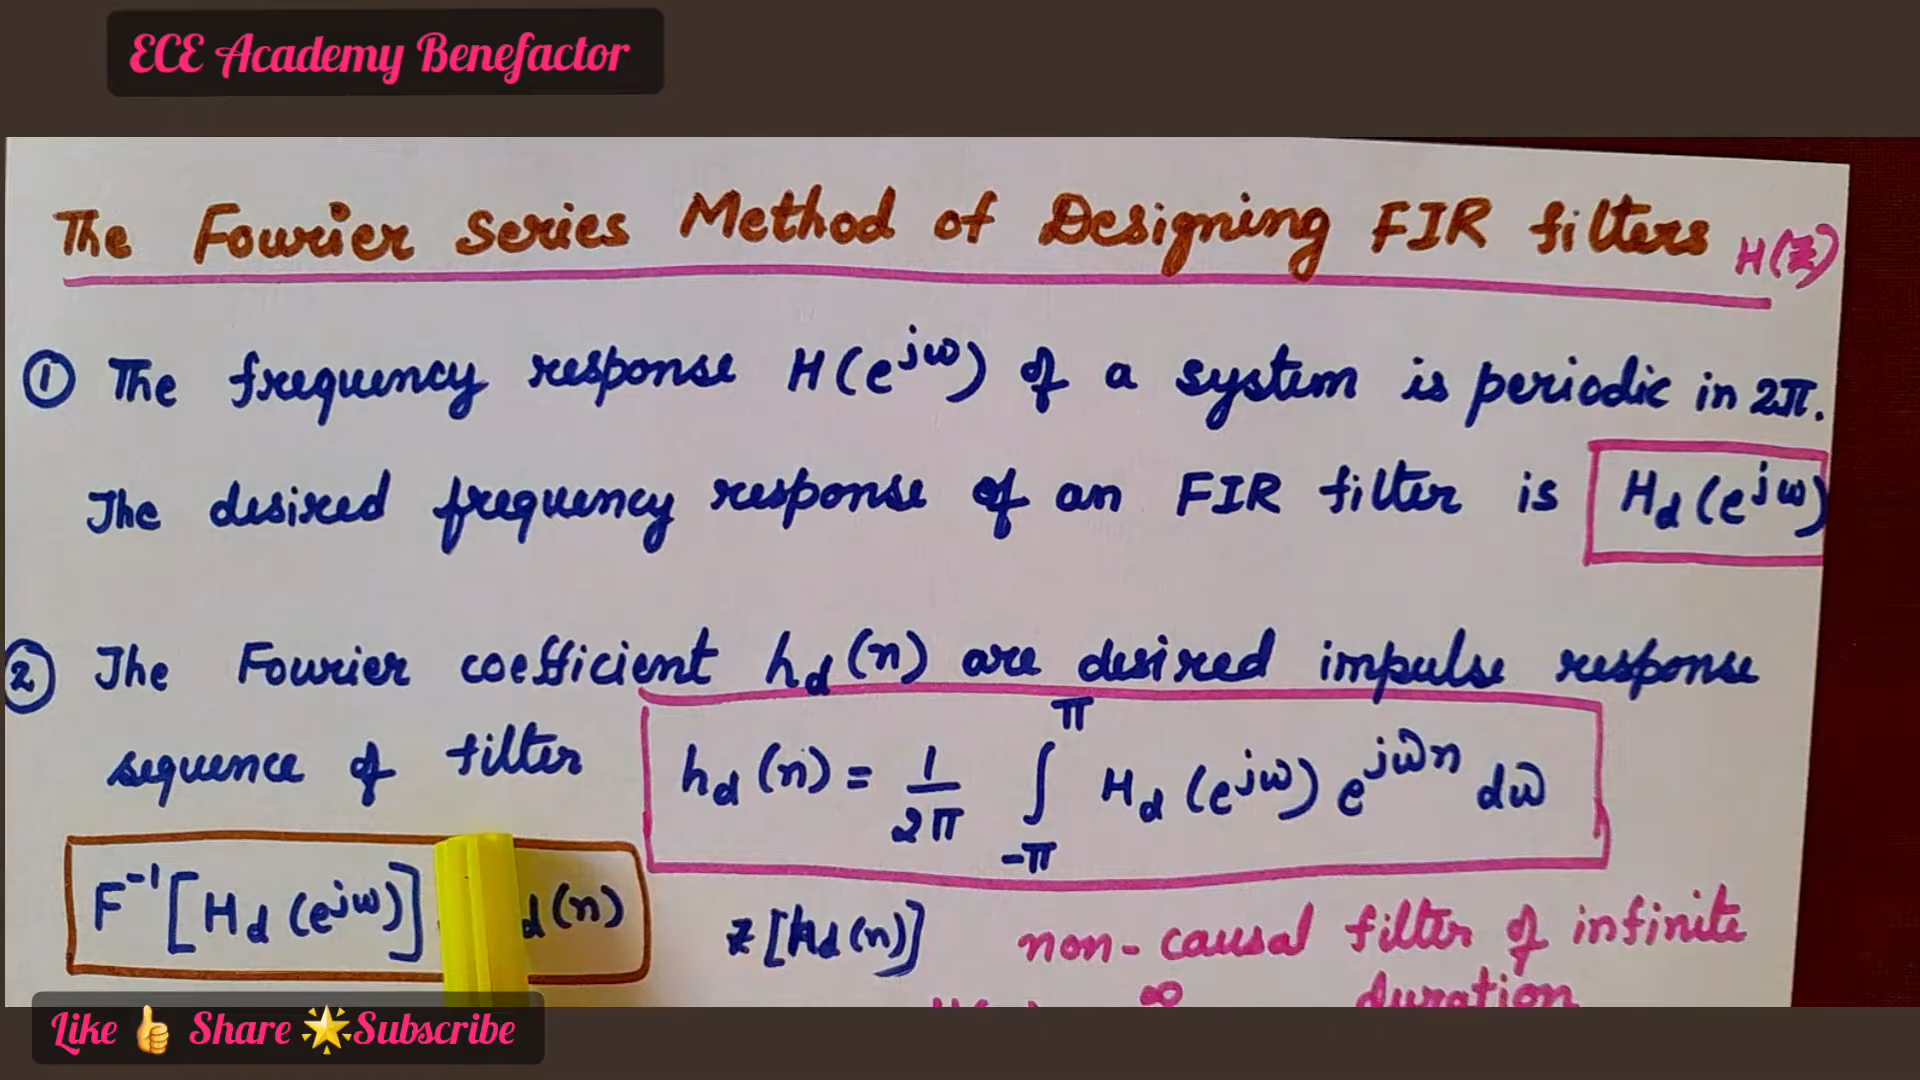 ECE Academy Benefactor
The Fourier Series Method of Designing FIR filters H(z)
① The frequency response H(e^jω) of a system is periodic in 2π.
The desired frequency response of an FIR filter is H_d(e^jω)
② The Fourier coefficient h_d(n) are desired impulse response
sequence of filter
h_d(n) = 1/2π ∫_-π^π H_d(e^jω) e^jωn dω
F^-1[H_d(e^jω)] d(n)
z[h_d(n)] non-causal filter of infinite
∞ duration
Like 👍 Share 🌟Subscribe